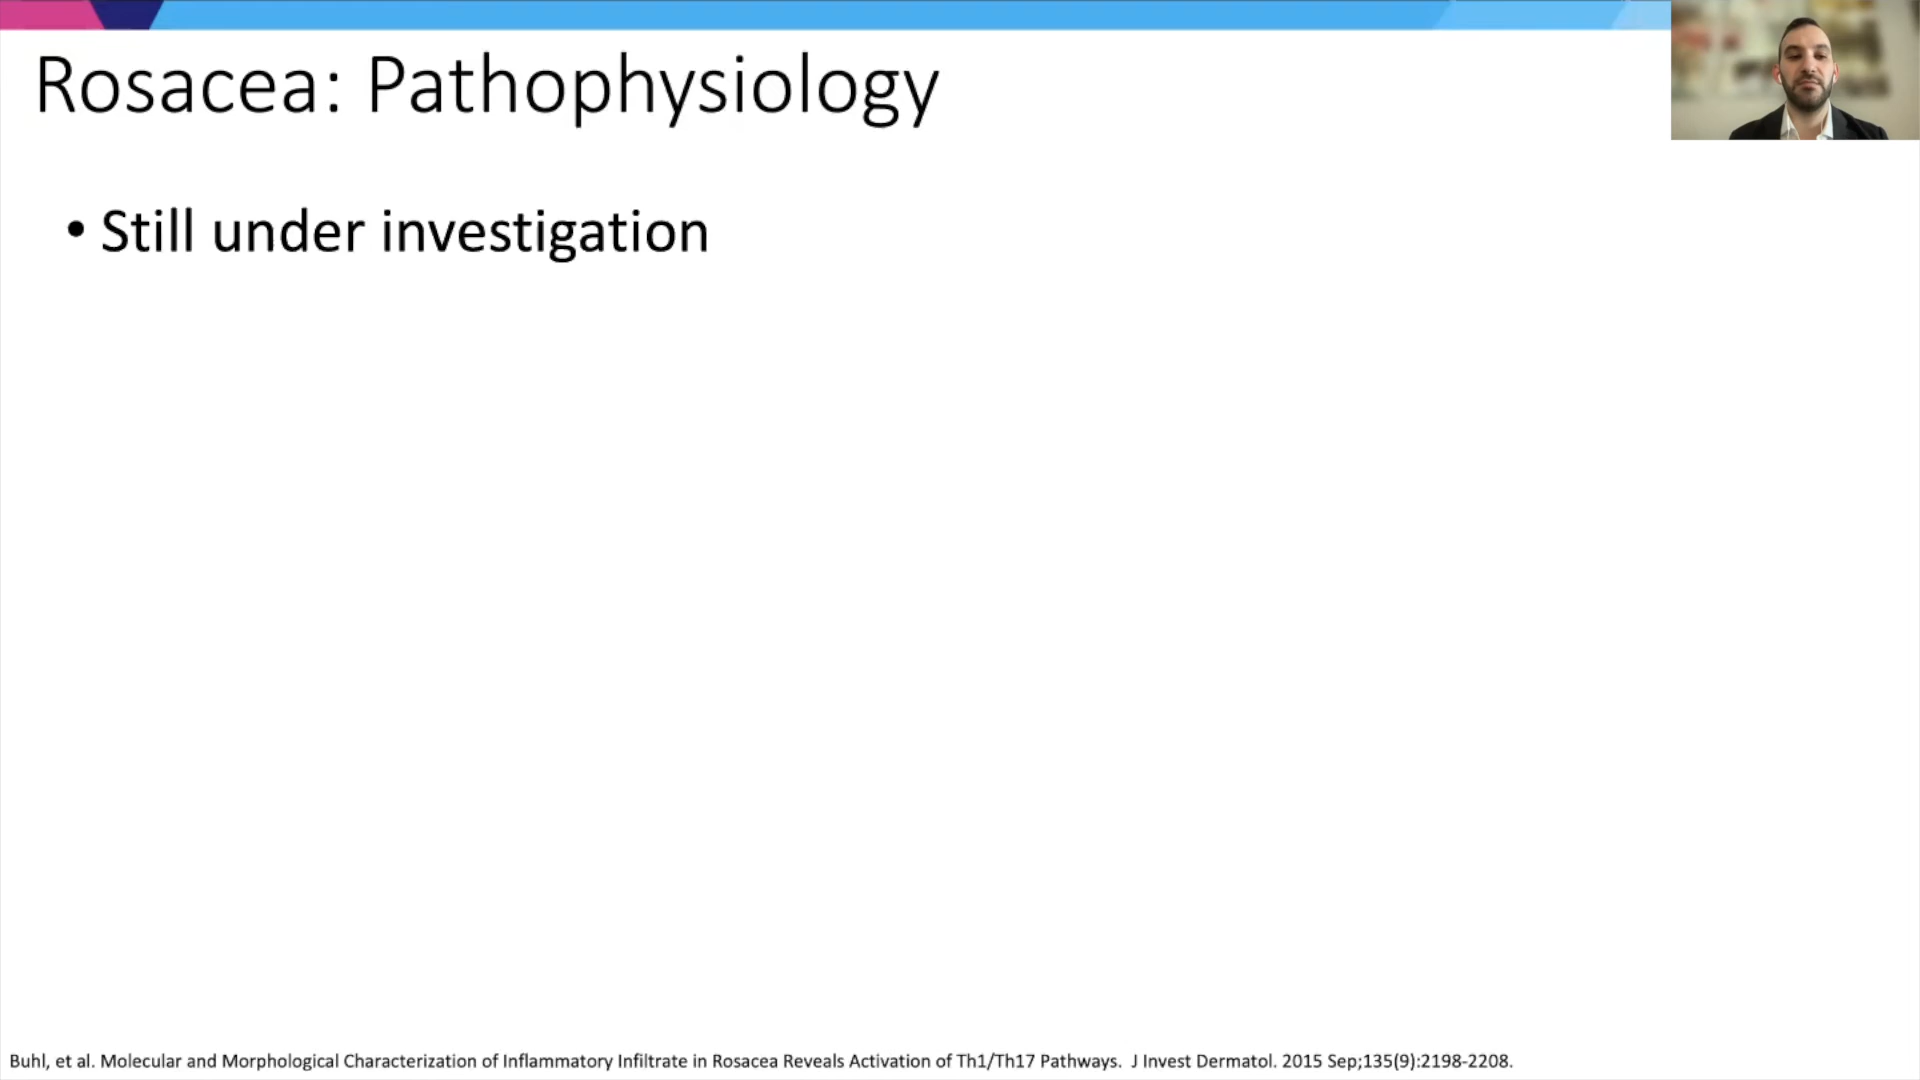 Rosacea: Pathophysiology
• Still under investigation
Buhl, et al. Molecular and Morphological Characterization of Inflammatory Infiltrate in Rosacea Reveals Activation of Th1/Th17 Pathways.  J Invest Dermatol. 2015 Sep;135(9):2198-2208.